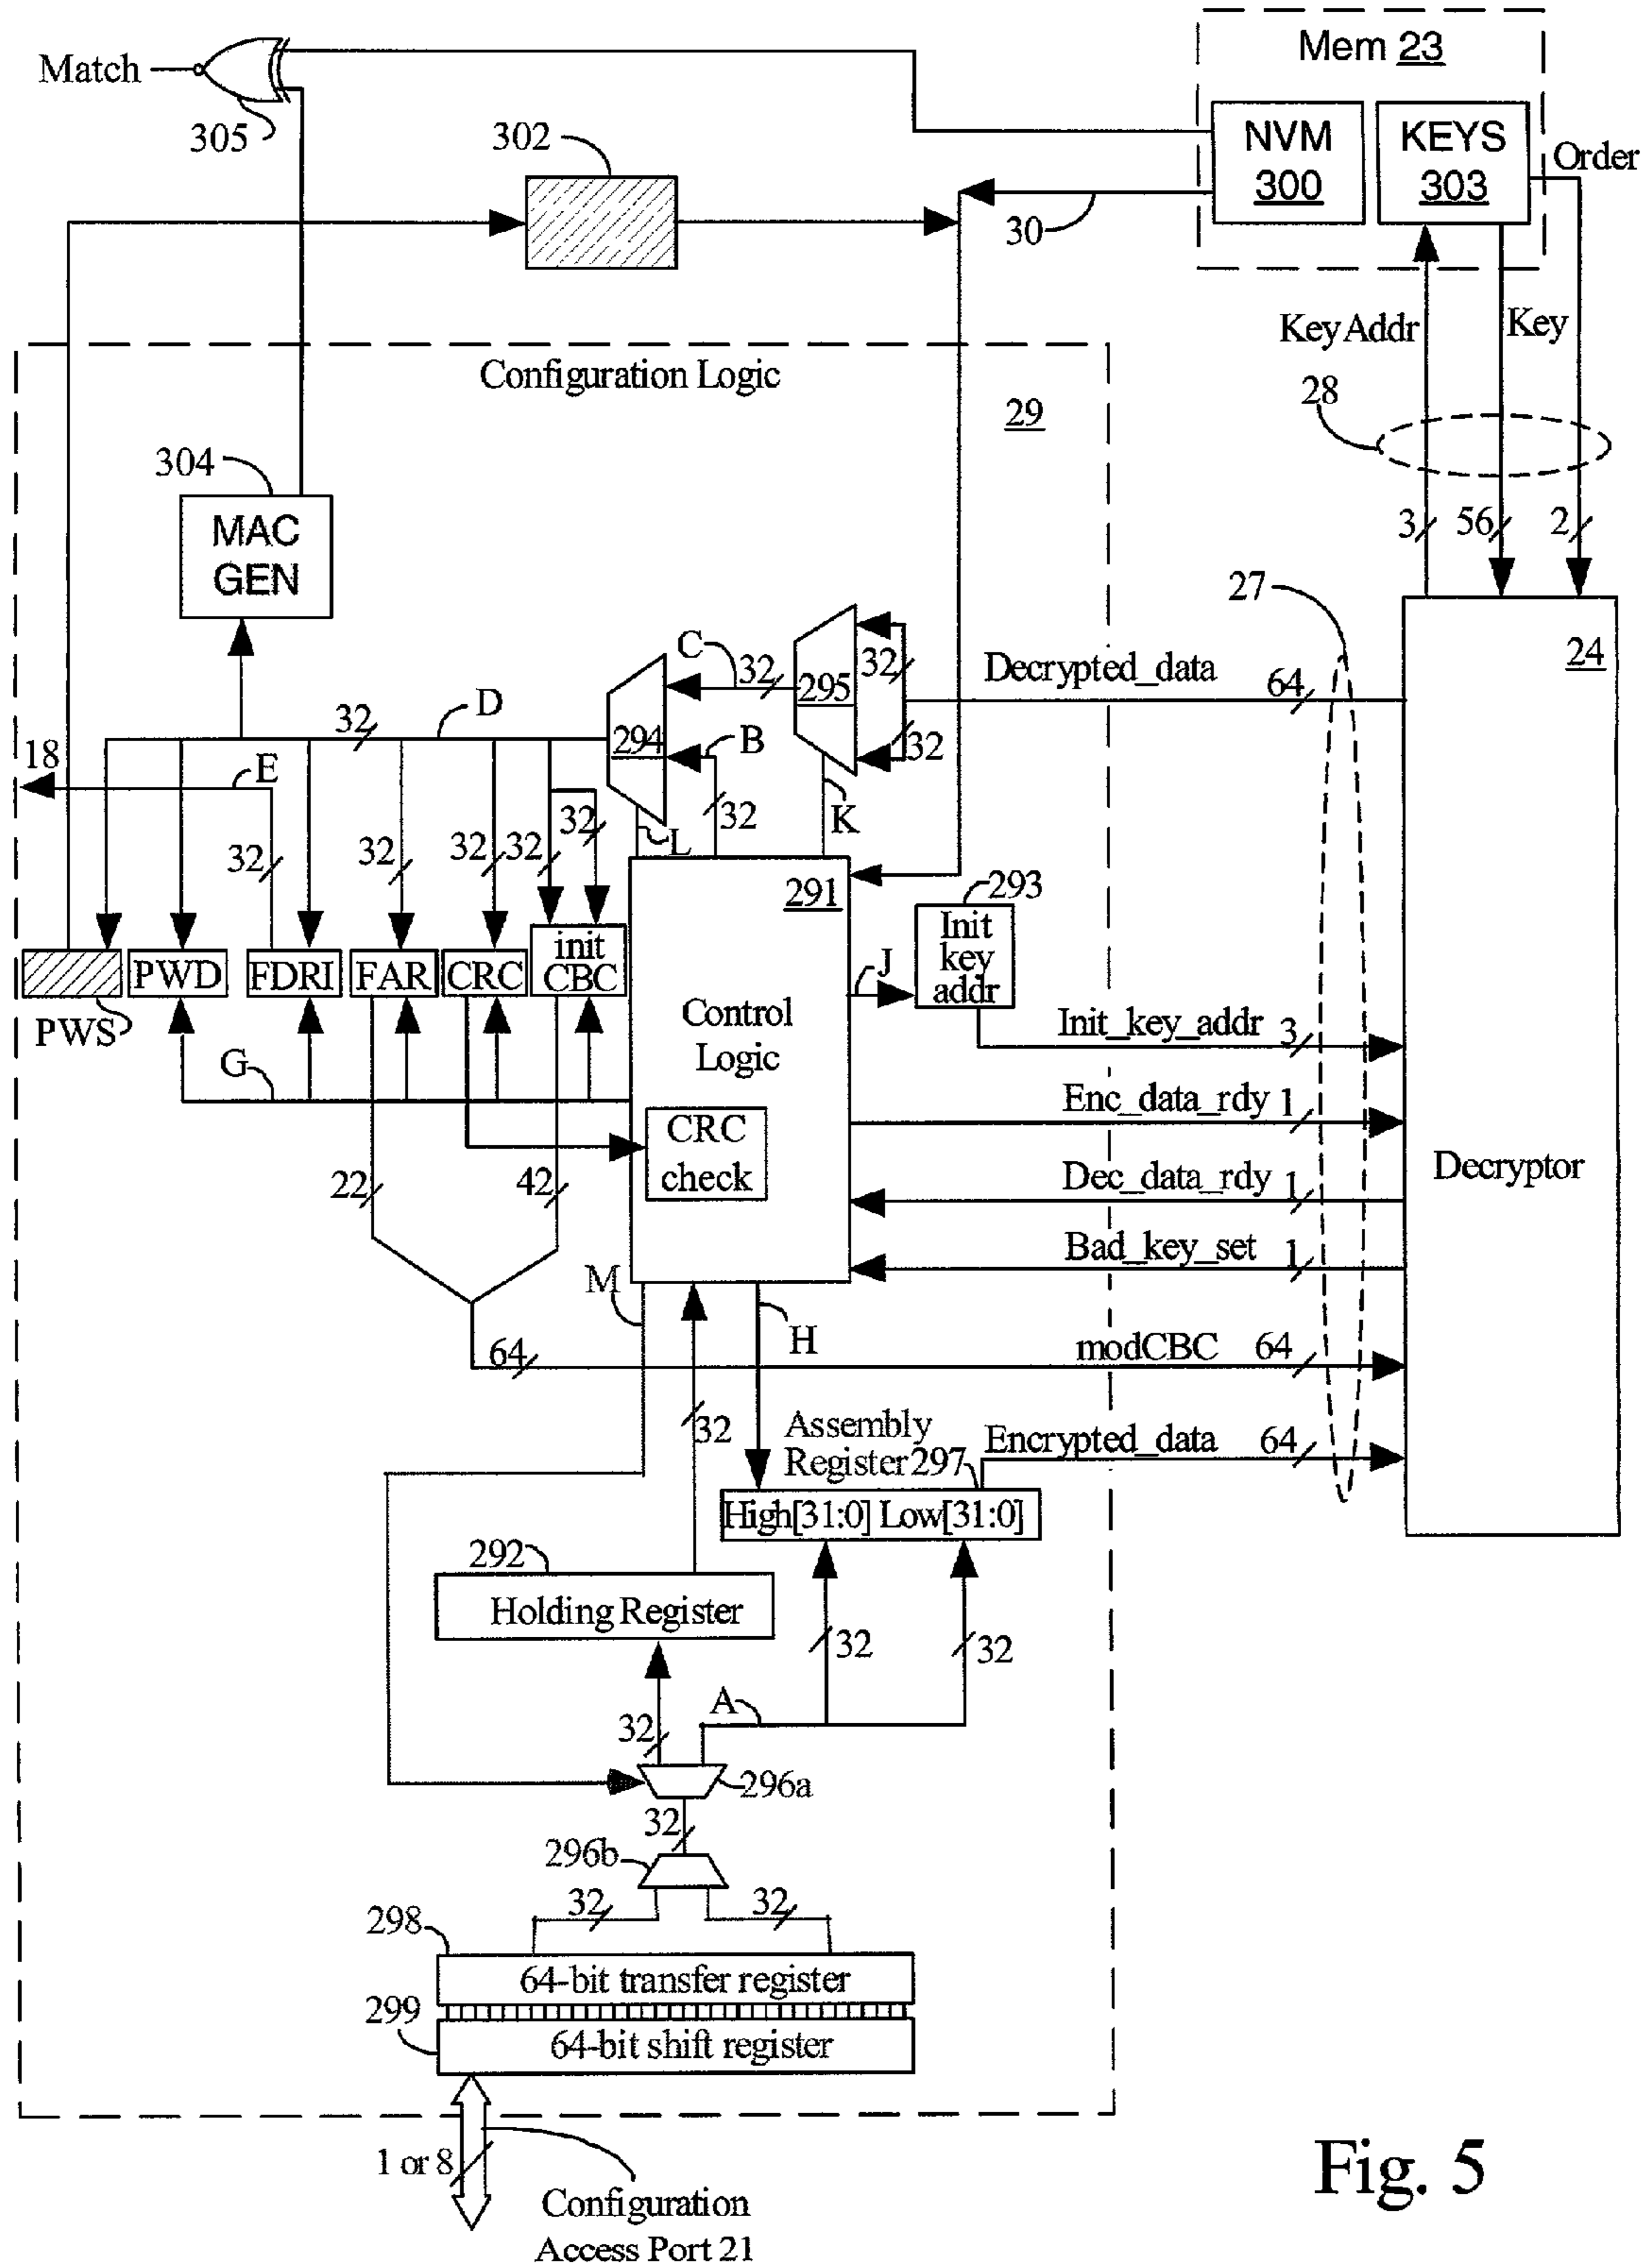 Mem 23
Match
305
302
NVM
300
KEYS
303
Order
30
Key Addr
Key
Configuration Logic
29
28
304
MAC
GEN
3
56
2
27
24
C
32
295
32
Decrypted_data
64
D
32
294
B
32
18
E
32
K
L
32
32
32
32
32
291
293
Init
key
addr
J
PWD
FDRI
FAR
CRC
init
CBC
PWS
Control
Logic
Init_key_addr
3
G
Enc_data_rdy
1
CRC
check
Decryptor
22
42
Dec_data_rdy
1
Bad_key_set
1
M
H
modCBC
64
64
32
Assembly
Register 297
Encrypted_data
64
High[31:0] Low[31:0]
292
Holding Register
32
32
A
32
296a
32
296b
32
32
298
64-bit transfer register
299
64-bit shift register
1 or 8
Configuration
Access Port 21
Fig. 5